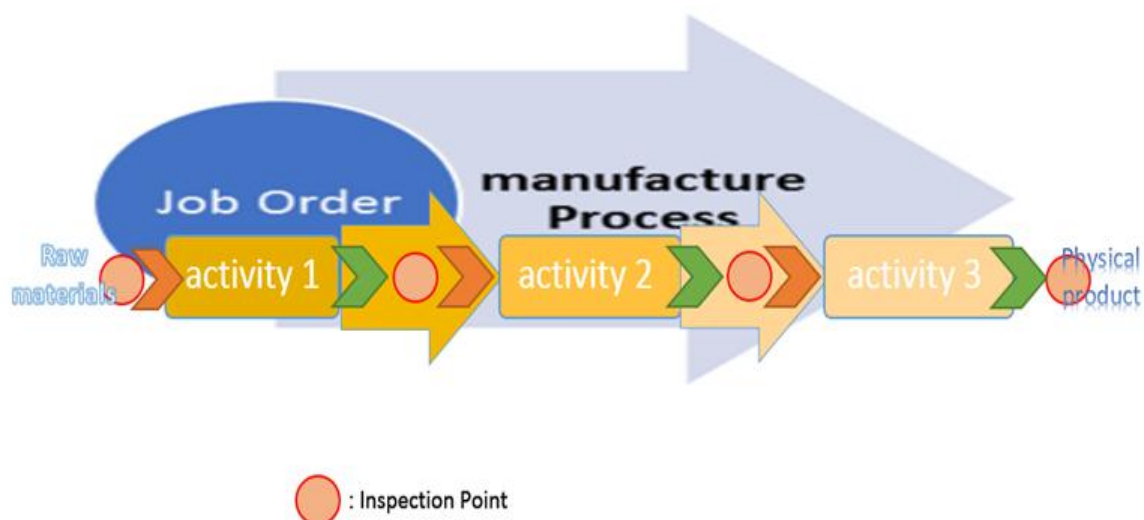 Job Order
manufacture
Process
Raw
materials
activity 1
activity 2
activity 3
Physical
product
: Inspection Point